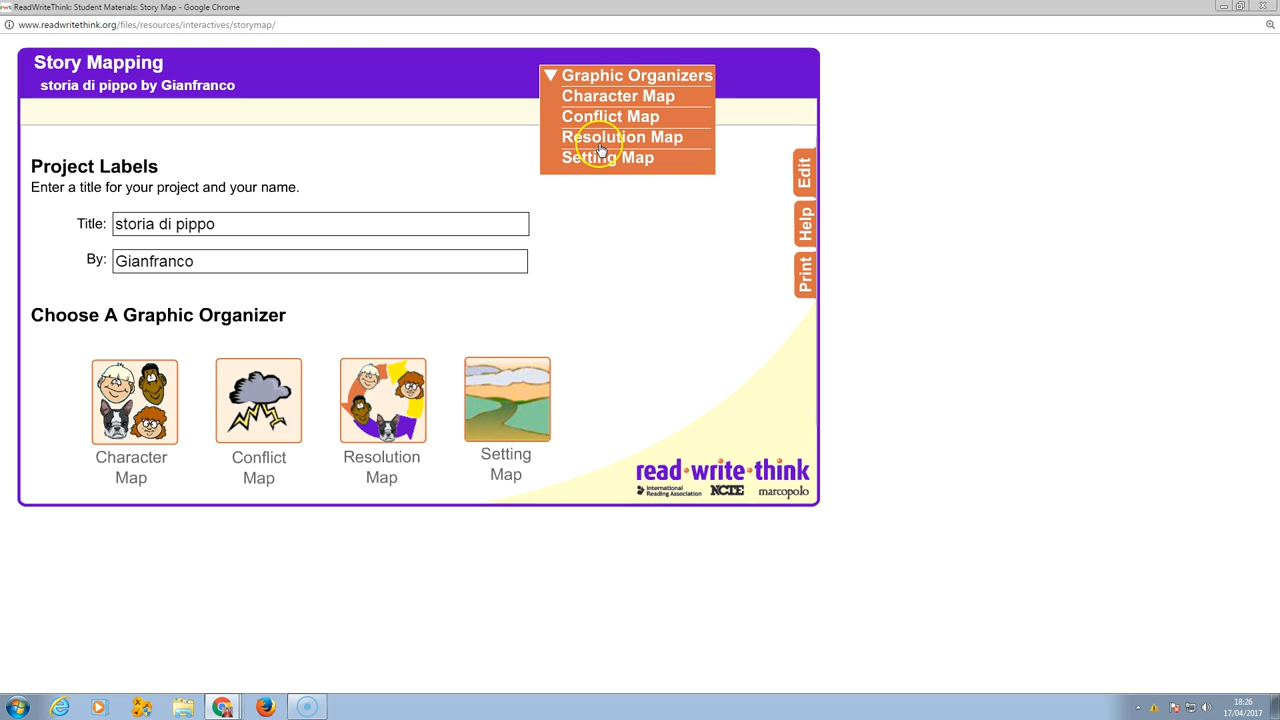 ReadWriteThink: Student Materials: Story Map - Google Chrome
www.readwritethink.org/files/resources/interactives/storymap/
Story Mapping
storia di pippo by Gianfranco
Graphic Organizers
Character Map
Conflict Map
Resolution Map
Setting Map
Project Labels
Enter a title for your project and your name.
Title: storia di pippo
By: Gianfranco
Edit
Help
Print
Choose A Graphic Organizer
Character
Map
Conflict
Map
Resolution
Map
Setting
Map
read·write·think
International
Reading Association
NCTE
marcopolo
18:26
17/04/2017